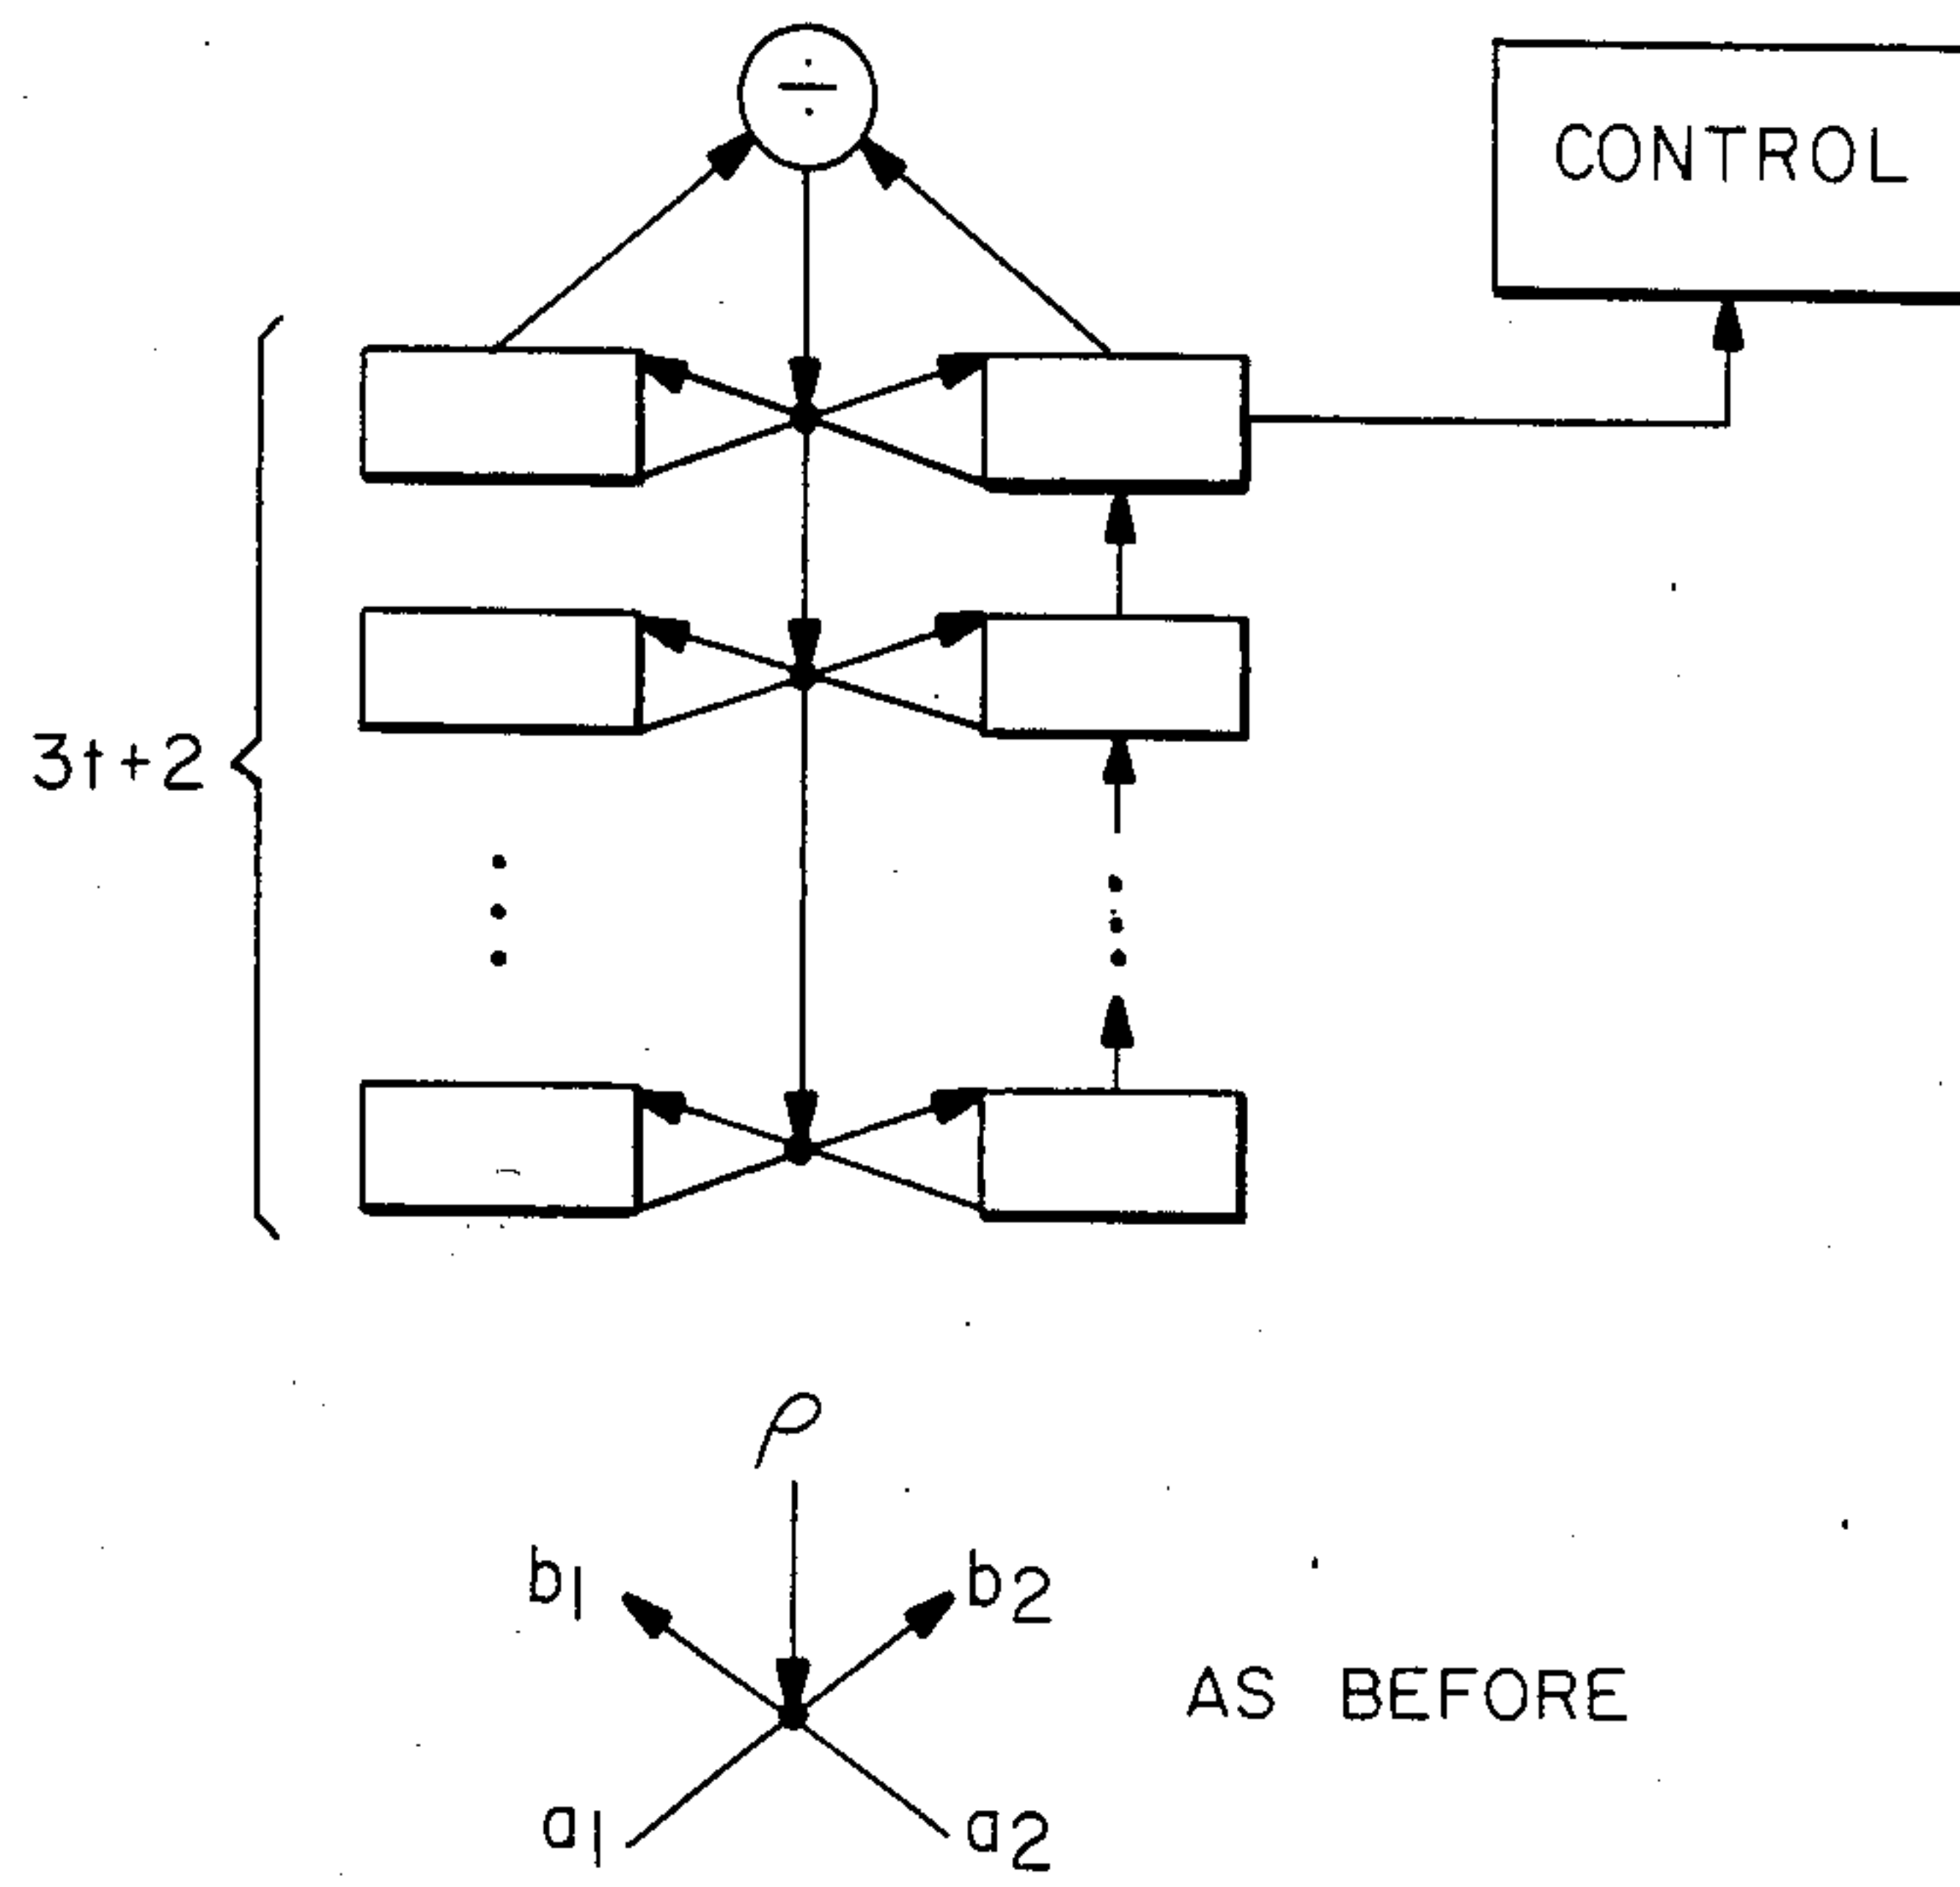 ÷
CONTROL
3t+2
ρ
b1
b2
AS BEFORE
a1
a2